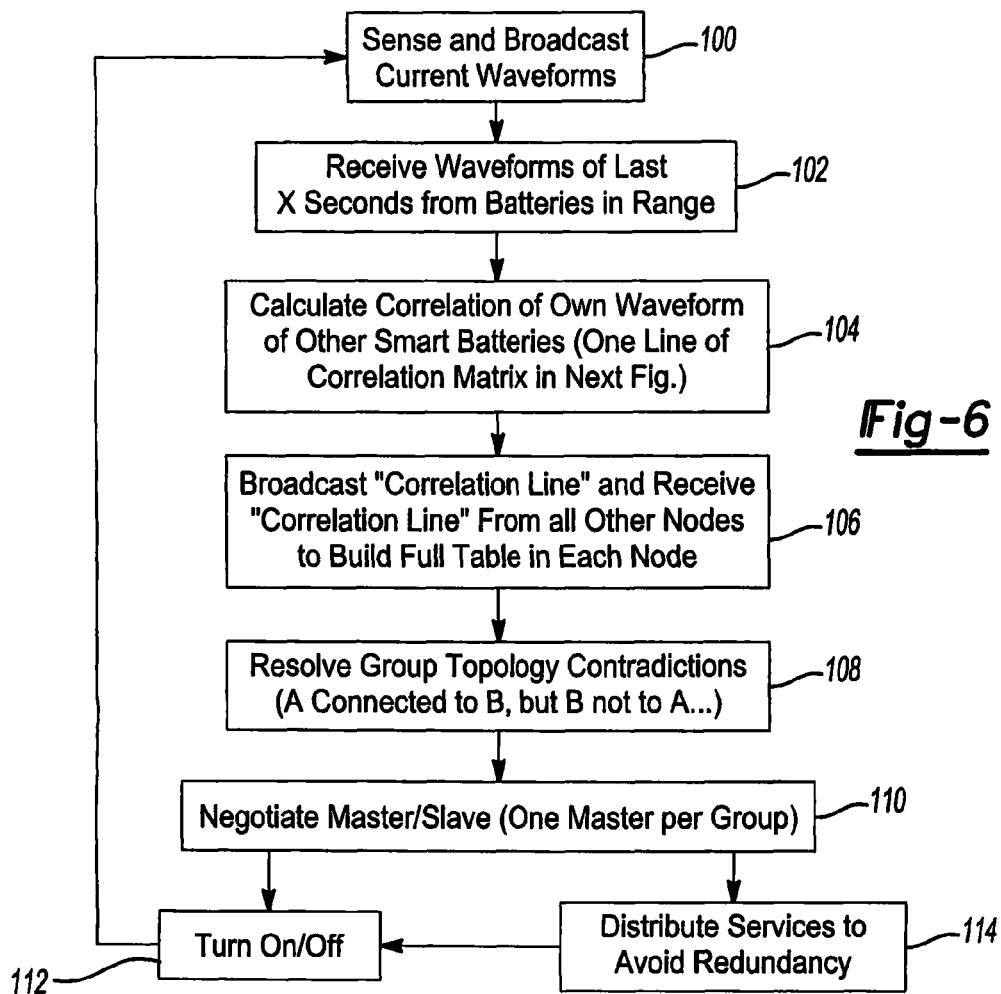 Sense and Broadcast
Current Waveforms
100
Receive Waveforms of Last
X Seconds from Batteries in Range
102
Calculate Correlation of Own Waveform
of Other Smart Batteries (One Line of
Correlation Matrix in Next Fig.)
104
Fig-6
Broadcast "Correlation Line" and Receive
"Correlation Line" From all Other Nodes
to Build Full Table in Each Node
106
Resolve Group Topology Contradictions
(A Connected to B, but B not to A...)
108
Negotiate Master/Slave (One Master per Group)
110
Turn On/Off
112
Distribute Services to
Avoid Redundancy
114